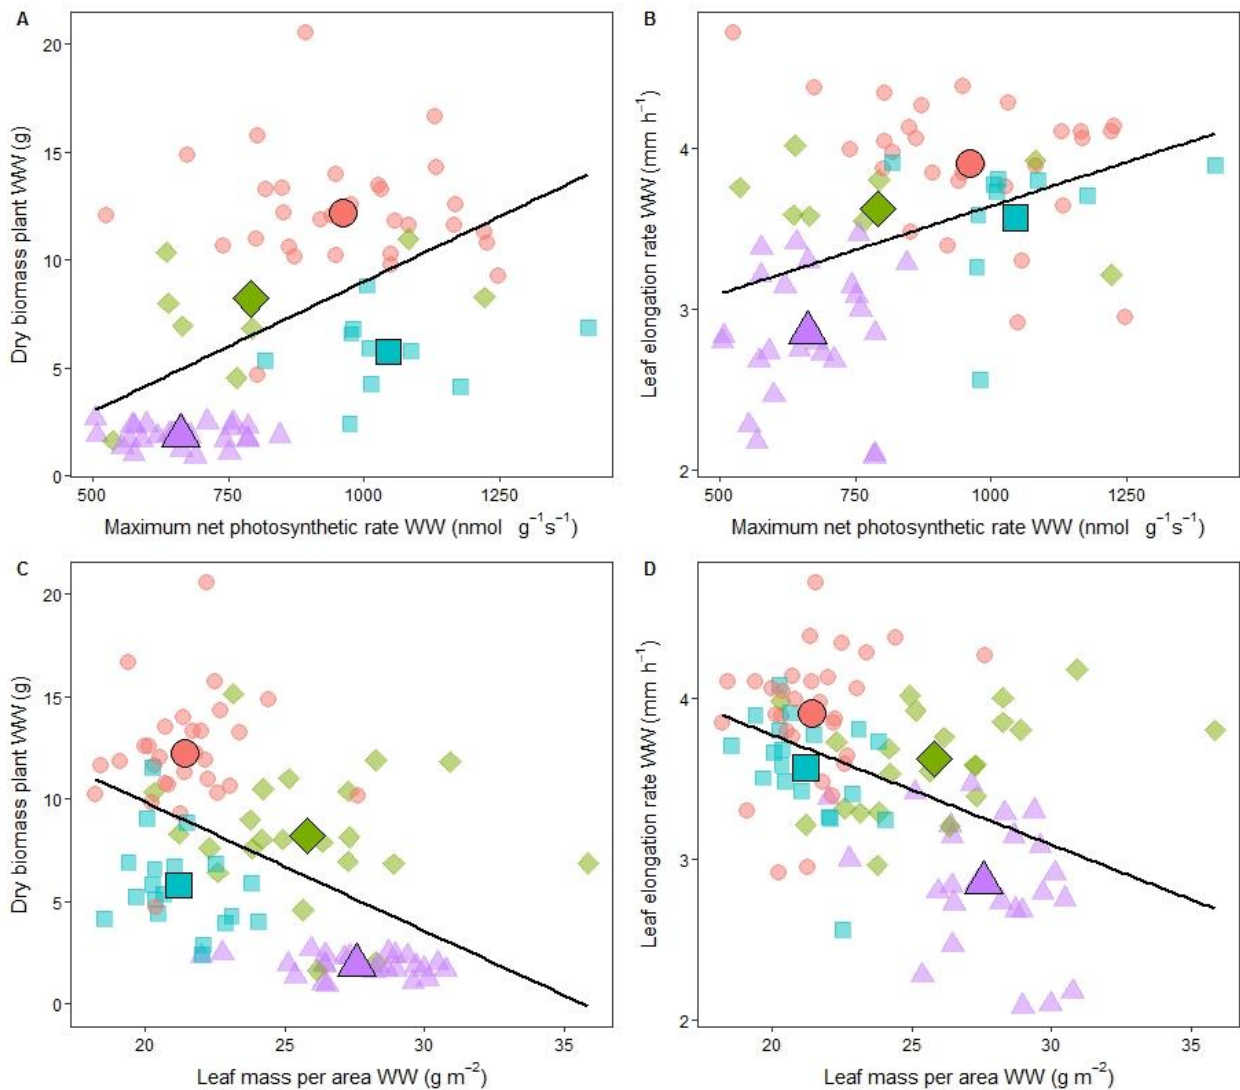 A
B
20
15
10
5
0
Dry biomass plant WW (g)
4
3
2
Leaf elongation rate WW (mm h⁻¹)
500 750 1000 1250
500 750 1000 1250
Maximum net photosynthetic rate WW (nmol g⁻¹s⁻¹)
Maximum net photosynthetic rate WW (nmol g⁻¹s⁻¹)
C
D
20
15
10
5
0
Dry biomass plant WW (g)
4
3
2
Leaf elongation rate WW (mm h⁻¹)
20 25 30 35
20 25 30 35
Leaf mass per area WW (g m⁻²)
Leaf mass per area WW (g m⁻²)